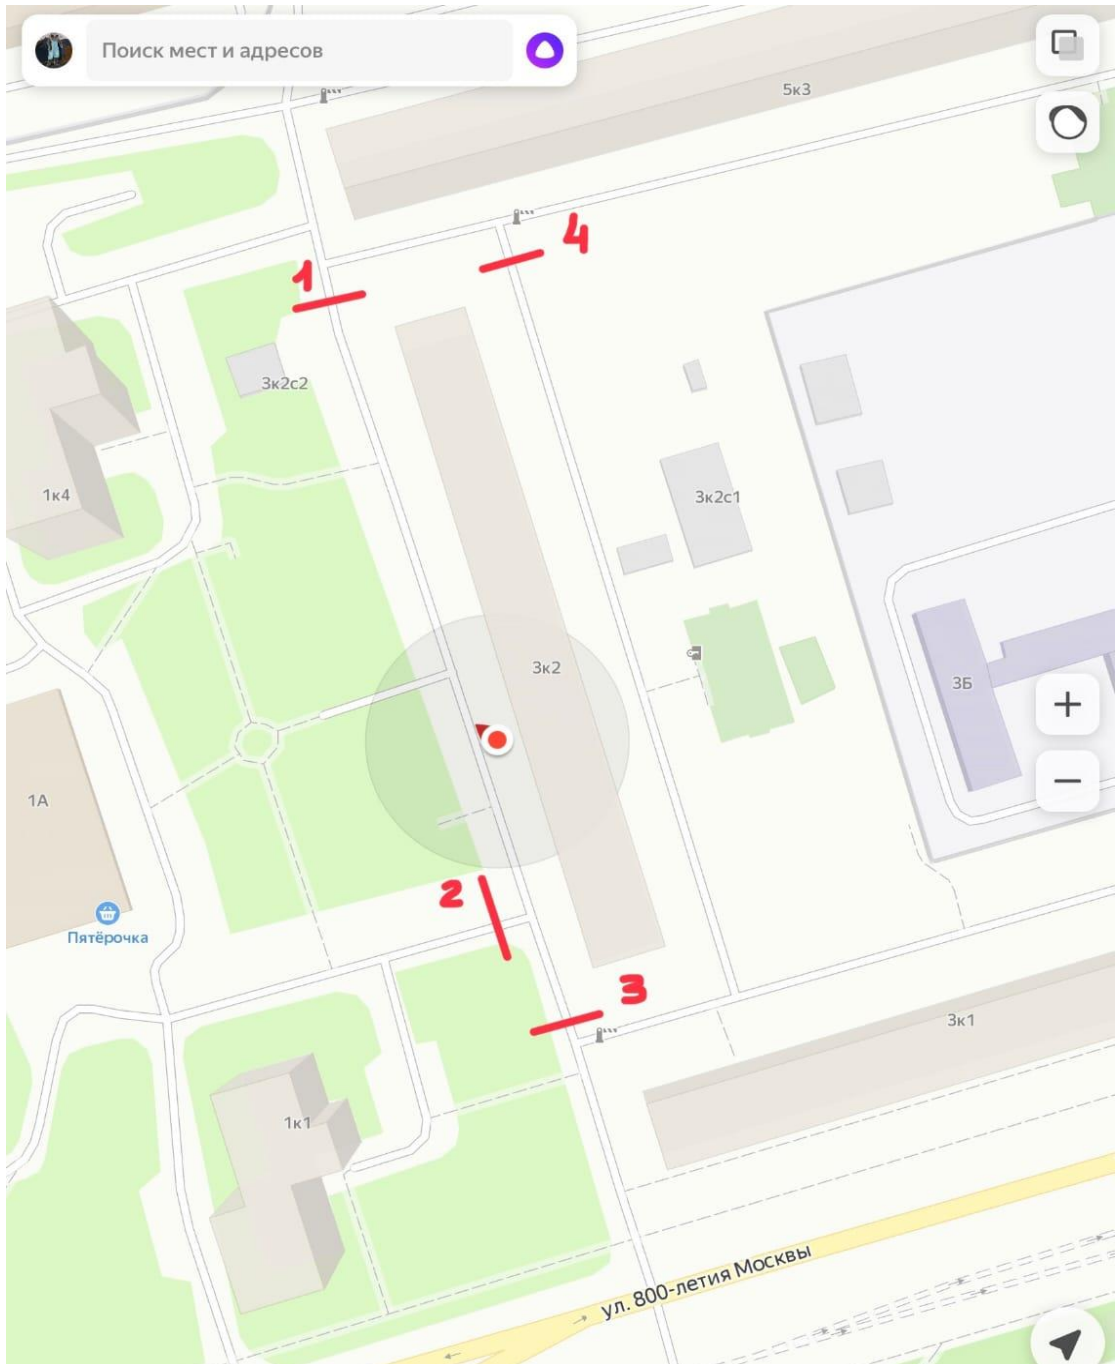 Поиск мест и адресов
5к3
4
1
3к2с2
1к4
3к2с1
3к2
3Б
1А
2
Пятёрочка
3
3к1
1к1
ул. 800-летия Москвы